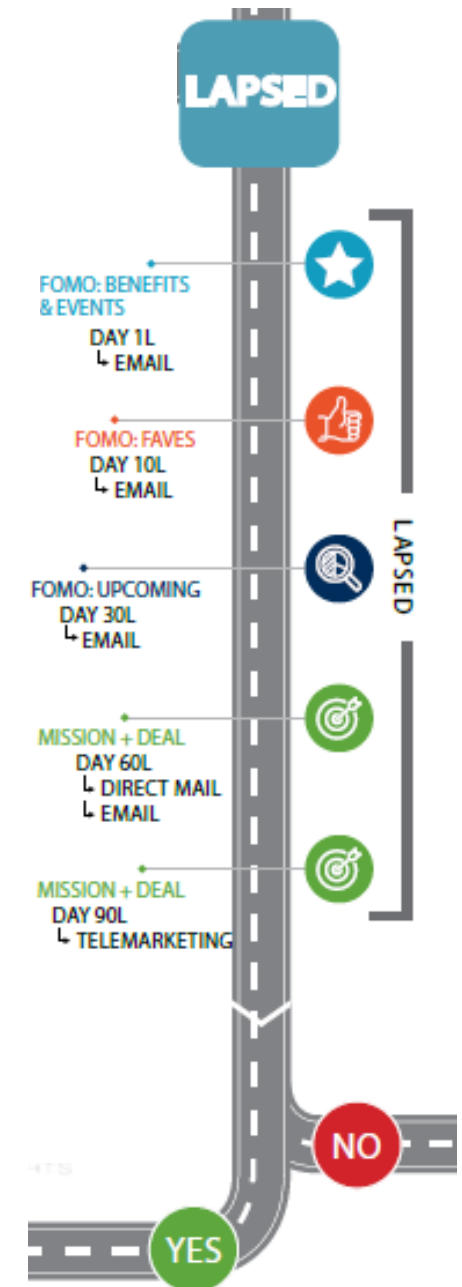 LAPSED
FOMO: BENEFITS
& EVENTS
DAY 1L
EMAIL
FOMO: FAVES
DAY 10L
EMAIL
LAPSED
FOMO: UPCOMING
DAY 30L
EMAIL
MISSION + DEAL
DAY 60L
DIRECT MAIL
EMAIL
MISSION + DEAL
DAY 90L
TELEMARKETING
NO
YES